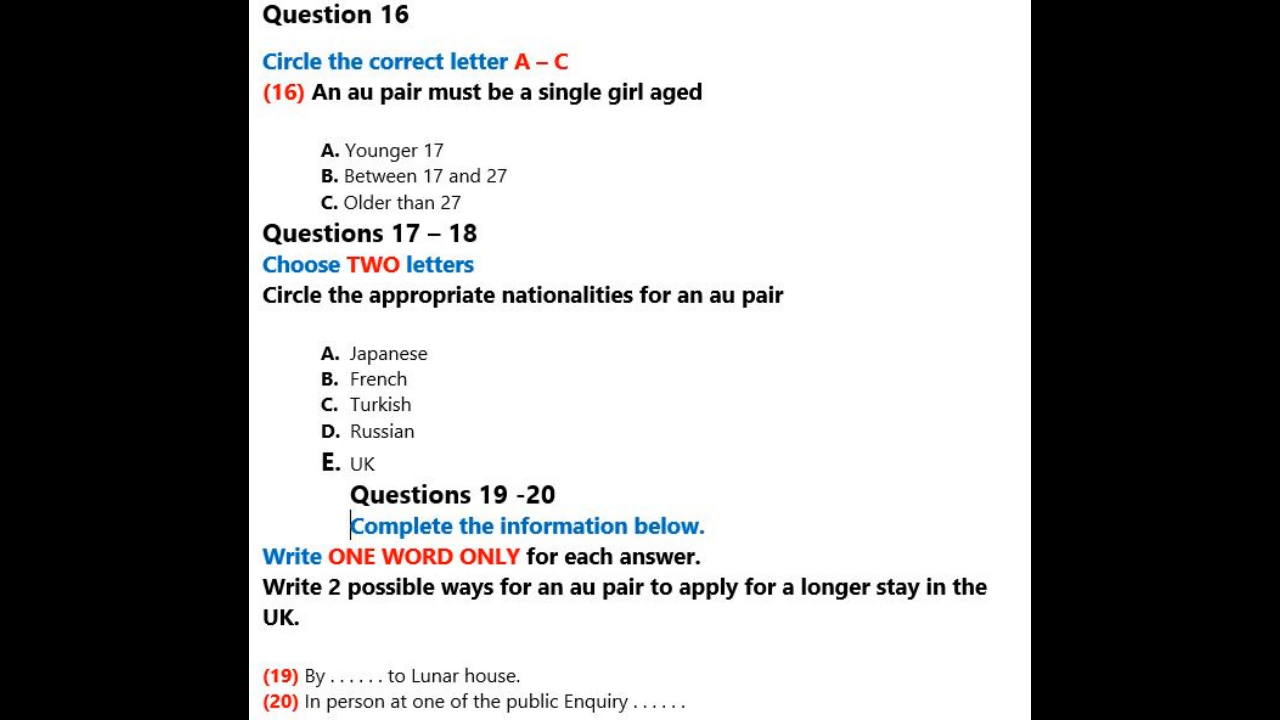 Question 16
Circle the correct letter A – C
(16) An au pair must be a single girl aged
A. Younger 17
B. Between 17 and 27
C. Older than 27
Questions 17 – 18
Choose TWO letters
Circle the appropriate nationalities for an au pair
A. Japanese
B. French
C. Turkish
D. Russian
E. UK
Questions 19 -20
Complete the information below.
Write ONE WORD ONLY for each answer.
Write 2 possible ways for an au pair to apply for a longer stay in the
UK.
(19) By . . . . . . to Lunar house.
(20) In person at one of the public Enquiry . . . . . .